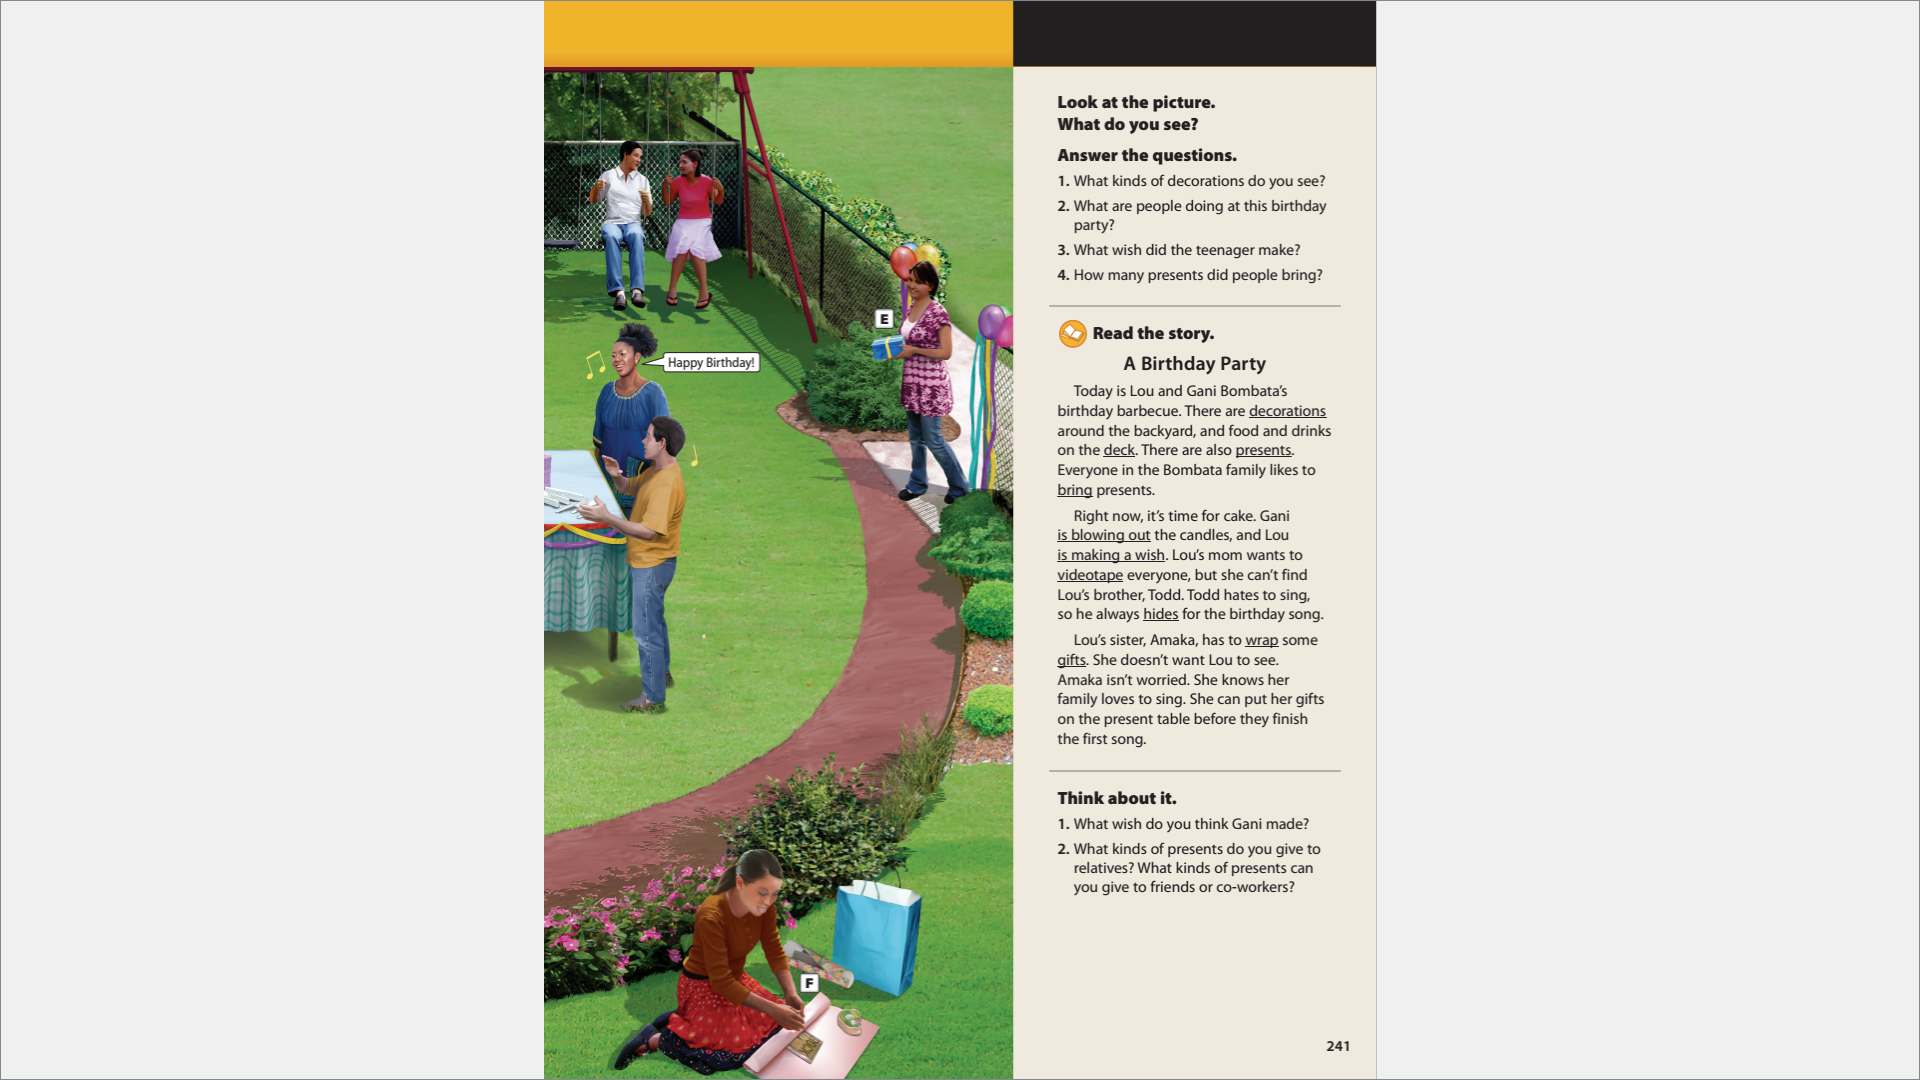 E
Happy Birthday!
F
Look at the picture.
What do you see?
Answer the questions.
1. What kinds of decorations do you see?
2. What are people doing at this birthday
party?
3. What wish did the teenager make?
4. How many presents did people bring?
Read the story.
A Birthday Party
Today is Lou and Gani Bombata’s
birthday barbecue. There are decorations
around the backyard, and food and drinks
on the deck. There are also presents.
Everyone in the Bombata family likes to
bring presents.
Right now, it’s time for cake. Gani
is blowing out the candles, and Lou
is making a wish. Lou’s mom wants to
videotape everyone, but she can’t find
Lou’s brother, Todd. Todd hates to sing,
so he always hides for the birthday song.
Lou’s sister, Amaka, has to wrap some
gifts. She doesn’t want Lou to see.
Amaka isn’t worried. She knows her
family loves to sing. She can put her gifts
on the present table before they finish
the first song.
Think about it.
1. What wish do you think Gani made?
2. What kinds of presents do you give to
relatives? What kinds of presents can
you give to friends or co-workers?
241